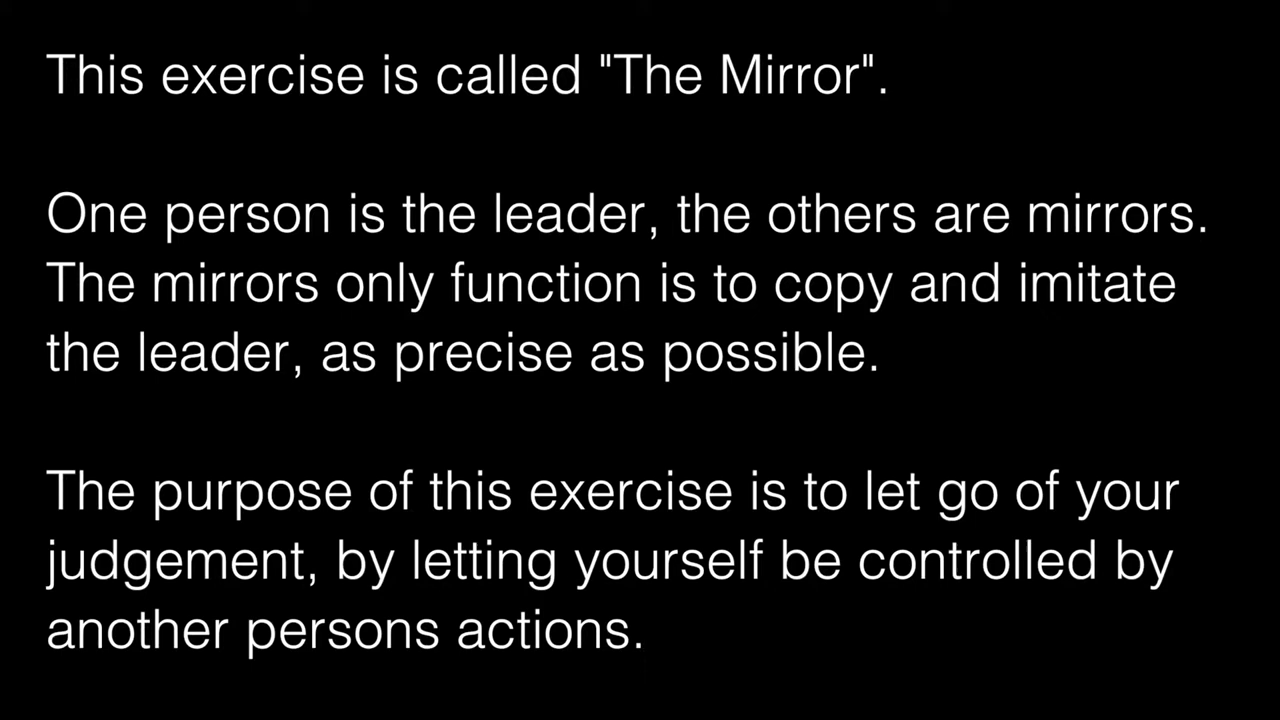 This exercise is called "The Mirror".
One person is the leader, the others are mirrors.
The mirrors only function is to copy and imitate
the leader, as precise as possible.
The purpose of this exercise is to let go of your
judgement, by letting yourself be controlled by
another persons actions.